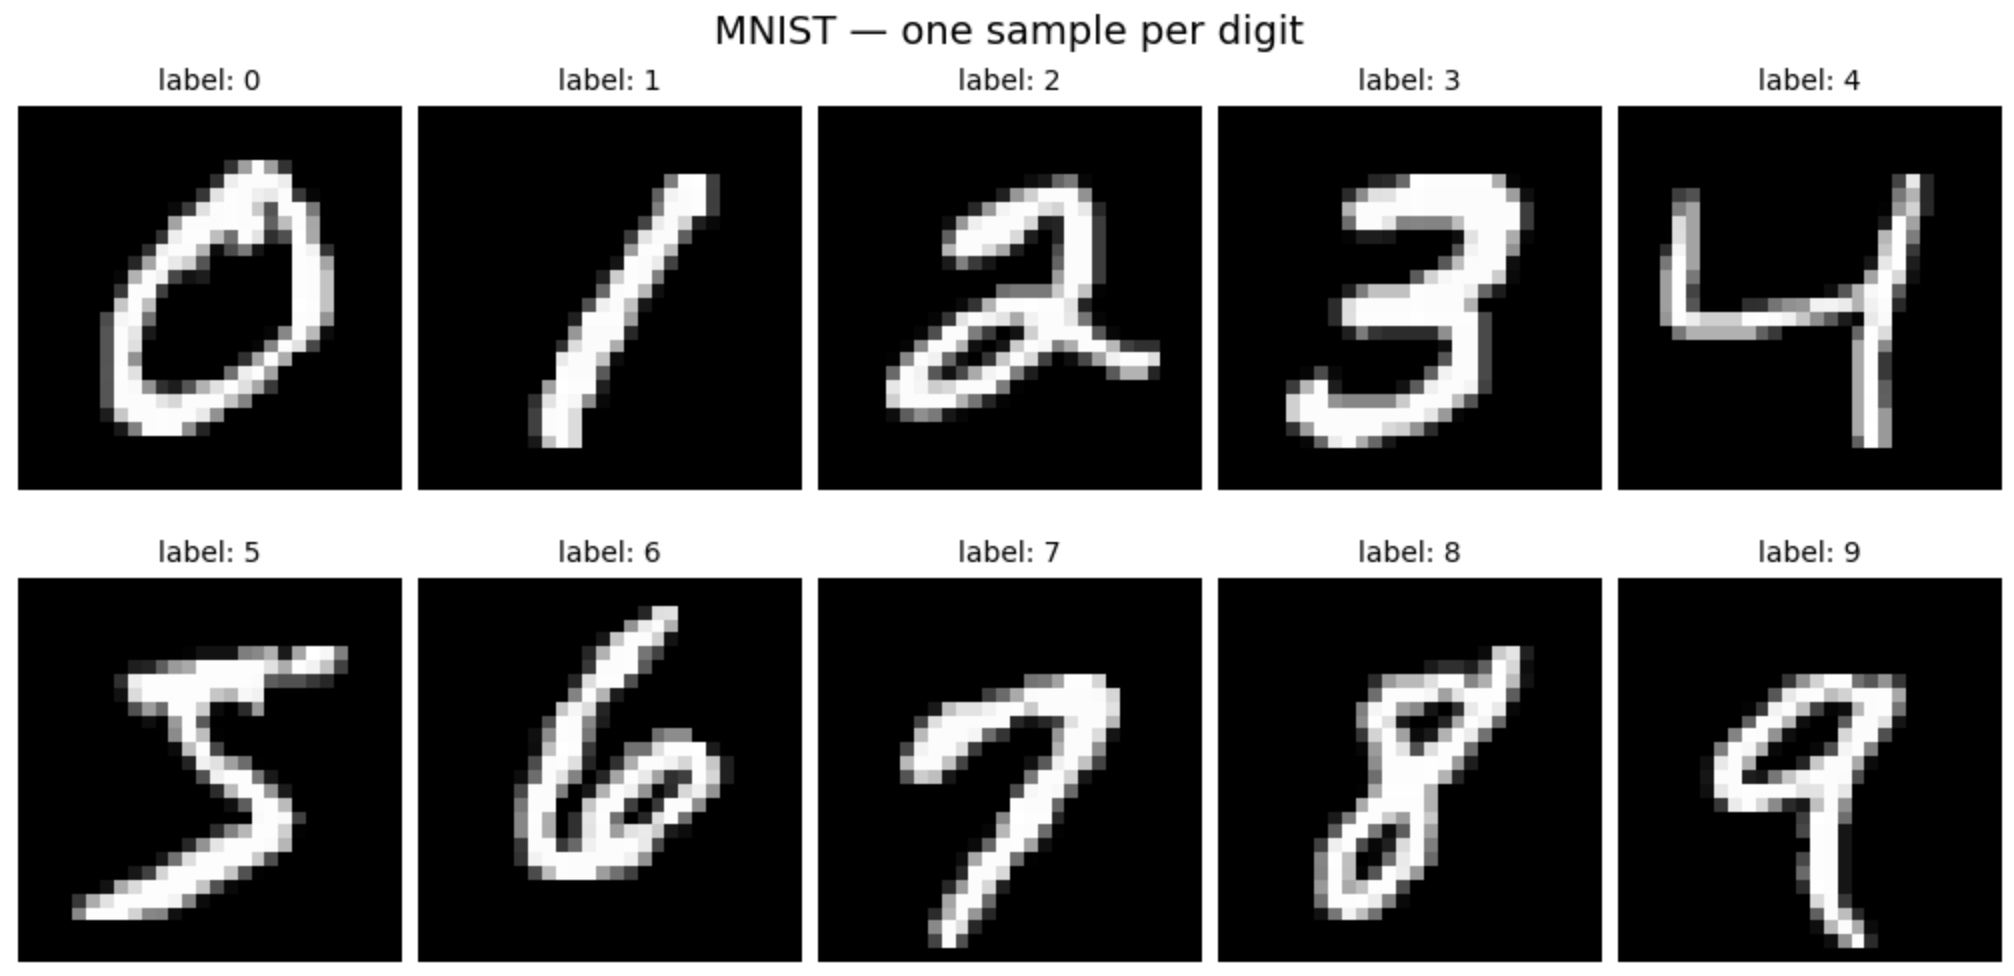 MNIST — one sample per digit
label: 0 label: 1 label: 2 label: 3 label: 4
0 1 2 3 4
label: 5 label: 6 label: 7 label: 8 label: 9
5 6 7 8 9